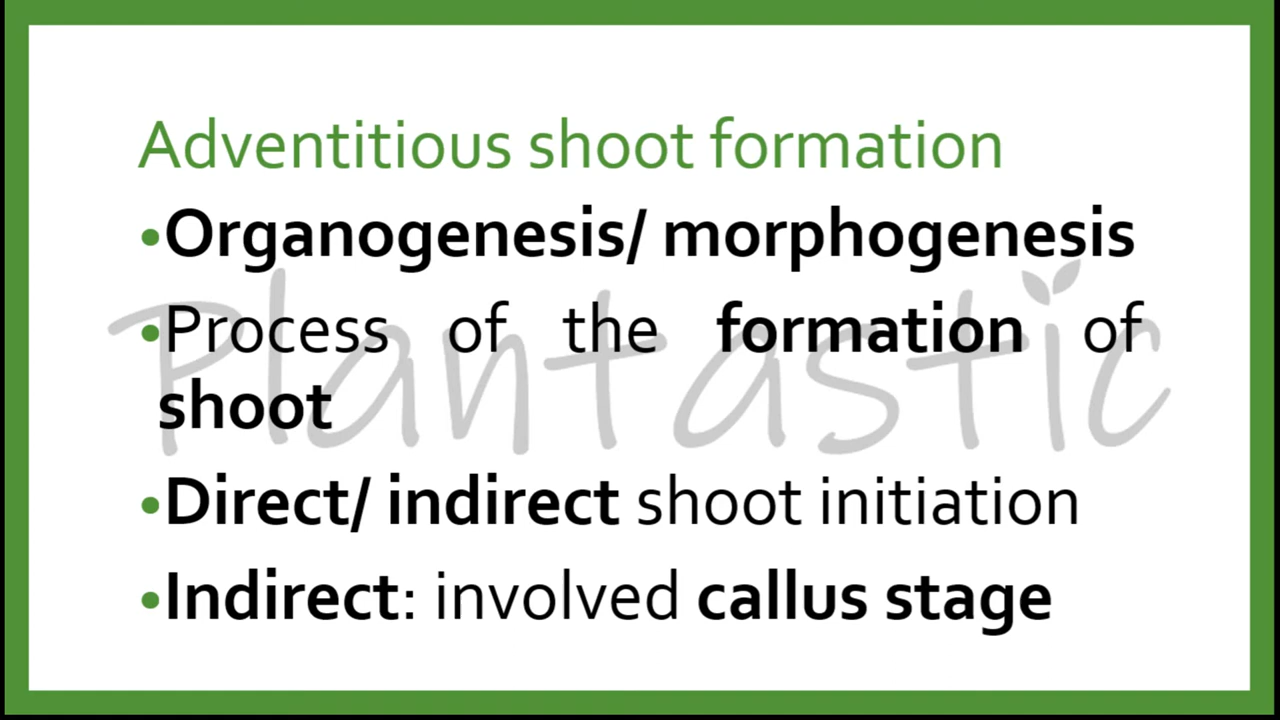 Adventitious shoot formation
•Organogenesis/ morphogenesis
•Process of the formation of
shoot
•Direct/ indirect shoot initiation
•Indirect: involved callus stage
Plantastic